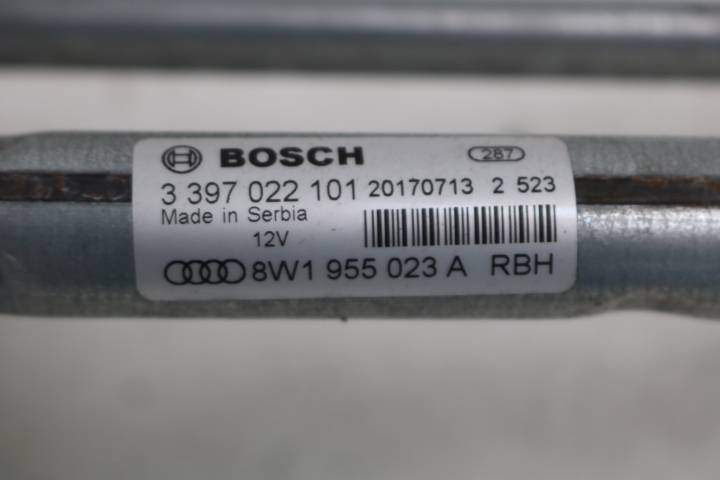 BOSCH 287
3 397 022 101 20170713 2 523
Made in Serbia
12V
8W1 955 023 A RBH